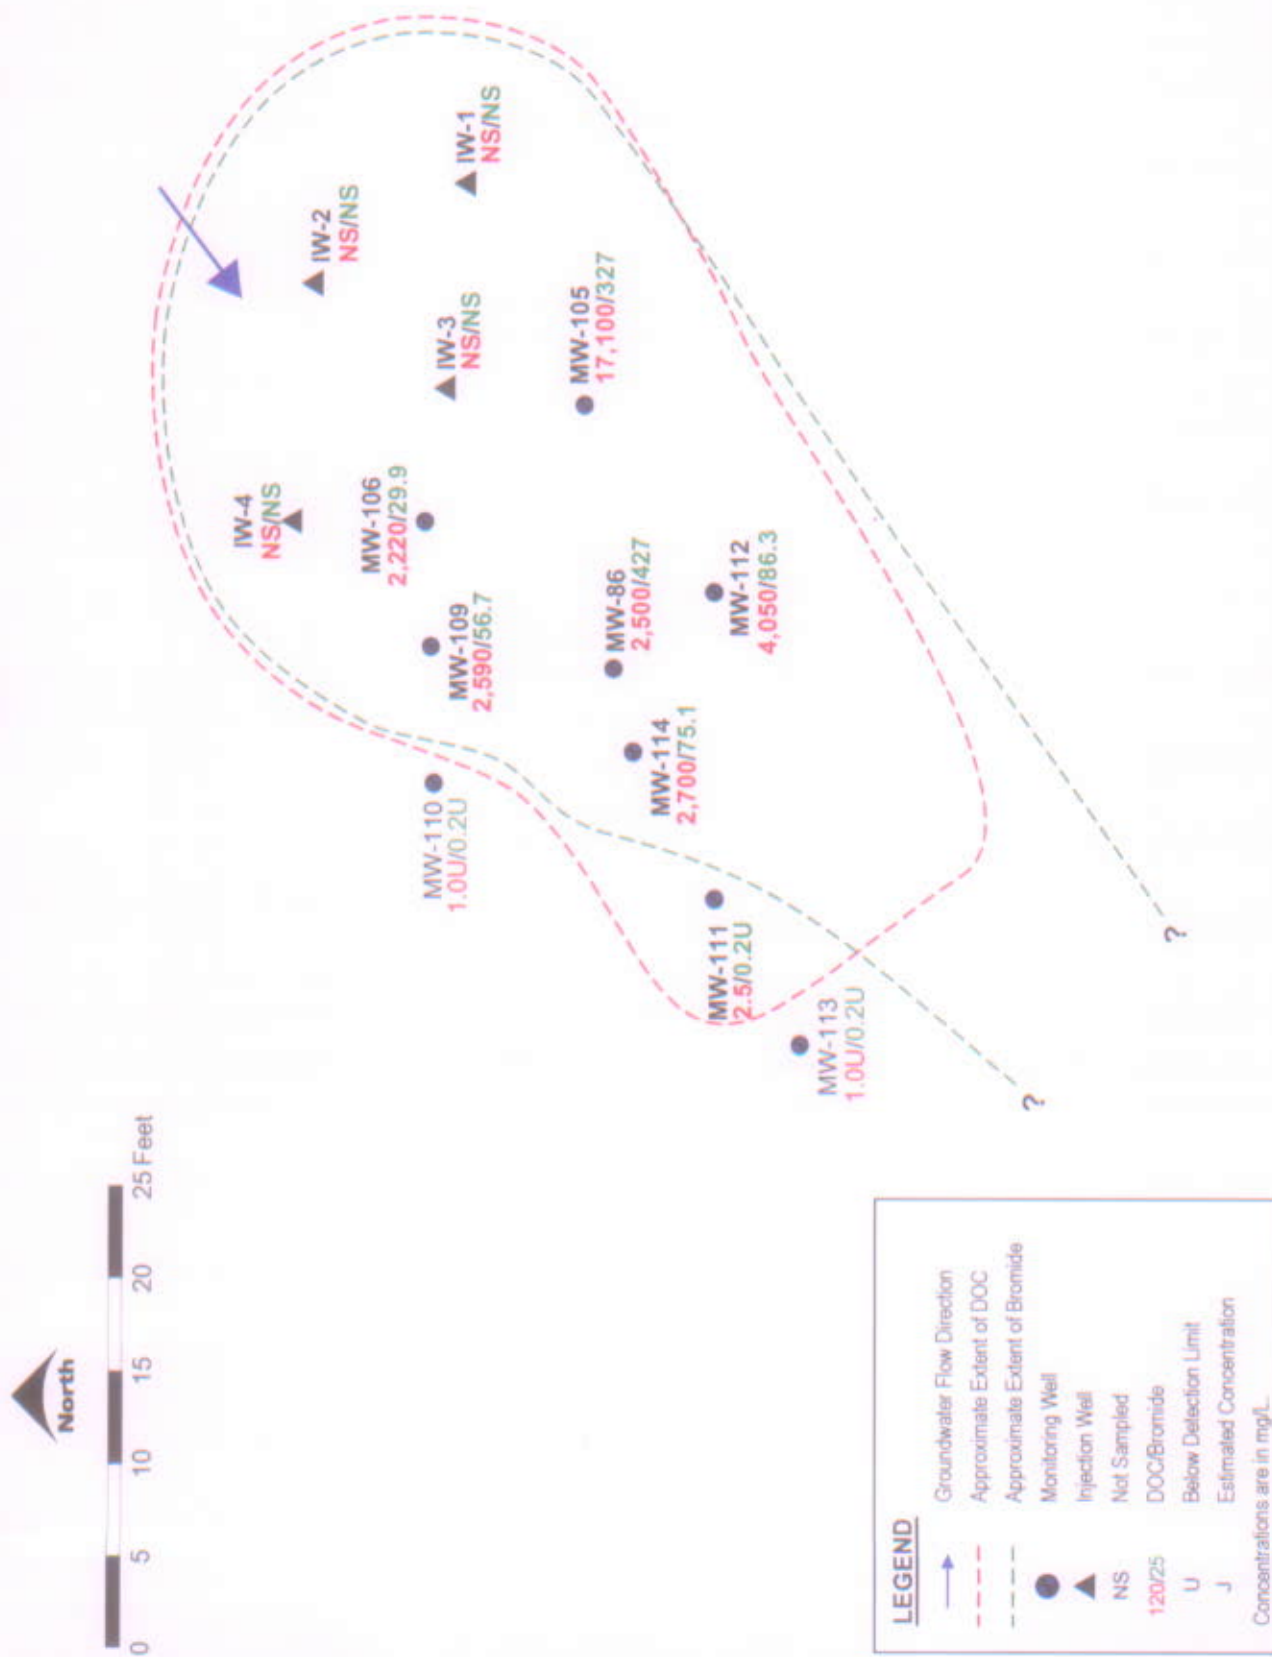 North
0 5 10 15 20 25 Feet
IW-4
NS/NS
IW-2
NS/NS
IW-1
NS/NS
IW-3
NS/NS
MW-106
2,220/29.9
MW-109
2,590/56.7
MW-110
1.0U/0.2U
MW-105
17,100/327
MW-86
2,500/427
MW-114
2,700/75.1
MW-112
4,050/86.3
MW-111
2.5/0.2U
MW-113
1.0U/0.2U
?
?
LEGEND
Groundwater Flow Direction
Approximate Extent of DOC
Approximate Extent of Bromide
Monitoring Well
Injection Well
NS Not Sampled
120/25 DOC/Bromide
U Below Detection Limit
J Estimated Concentration
Concentrations are in mg/L.